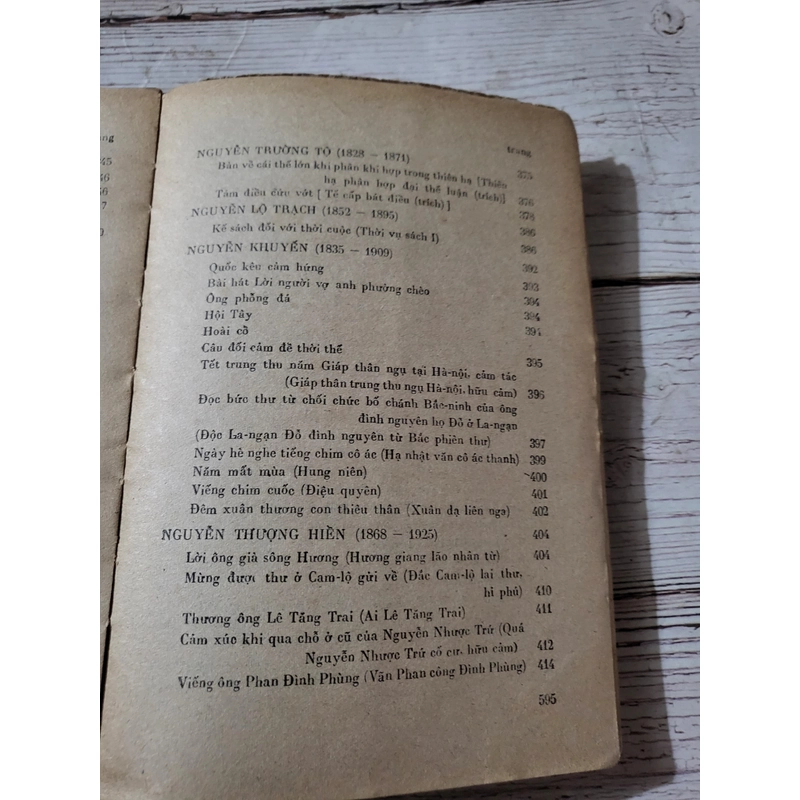 ng
45
46
56
7
9
trang
NGUYỄN TRƯỜNG TỘ (1828 — 1871) 375
Bàn về cái thế lớn khi phân khi hợp trong thiên hạ [Thiên
hạ phân hợp đại thế luận (trích)] 376
Tám điều cứu vớt [ Tế cấp bát điều (trích) ] 378
NGUYỄN LỘ TRẠCH (1852 — 1895) 386
Kế sách đối với thời cuộc (Thời vụ sách I) 386
NGUYỄN KHUYẾN (1835 — 1909) 392
Quốc kêu cảm hứng 393
Bài hát Lời người vợ anh phường chèo 394
Ông phỗng đá 394
Hội Tây 394
Hoài cổ
Câu đối cảm đề thời thế 395
Tết trung thu năm Giáp thân ngụ tại Hà-nội, cảm tác
(Giáp thân trung thu ngụ Hà-nội, hữu cảm) 396
Đọc bức thư từ chối chức bố chánh Bắc-ninh của ông
đình nguyên họ Đỗ ở La-ngạn
(Độc La-ngạn Đỗ đình nguyên từ Bắc phiên thư) 397
Ngày hè nghe tiếng chim cô ác (Hạ nhật văn cô ác thanh) 399
Năm mất mùa (Hung niên) 400
Viếng chim cuốc (Điệu quyên) 401
Đêm xuân thương con thiêu thân (Xuân dạ liên nga) 402
NGUYỄN THƯỢNG HIỀN (1868 — 1925) 404
Lời ông già sông Hương (Hương giang lão nhân từ) 404
Mừng được thư ở Cam-lộ gửi về (Đắc Cam-lộ lai thư,
hỉ phú) 410
Thương ông Lê Tăng Trai (Ai Lê Tăng Trai) 411
Cảm xúc khi qua chỗ ở cũ của Nguyễn Nhược Trứ (Quá
Nguyễn Nhược Trứ cố cư, hữu cảm) 412
Viếng ông Phan Đình Phùng (Vãn Phan công Đình Phùng) 414
595